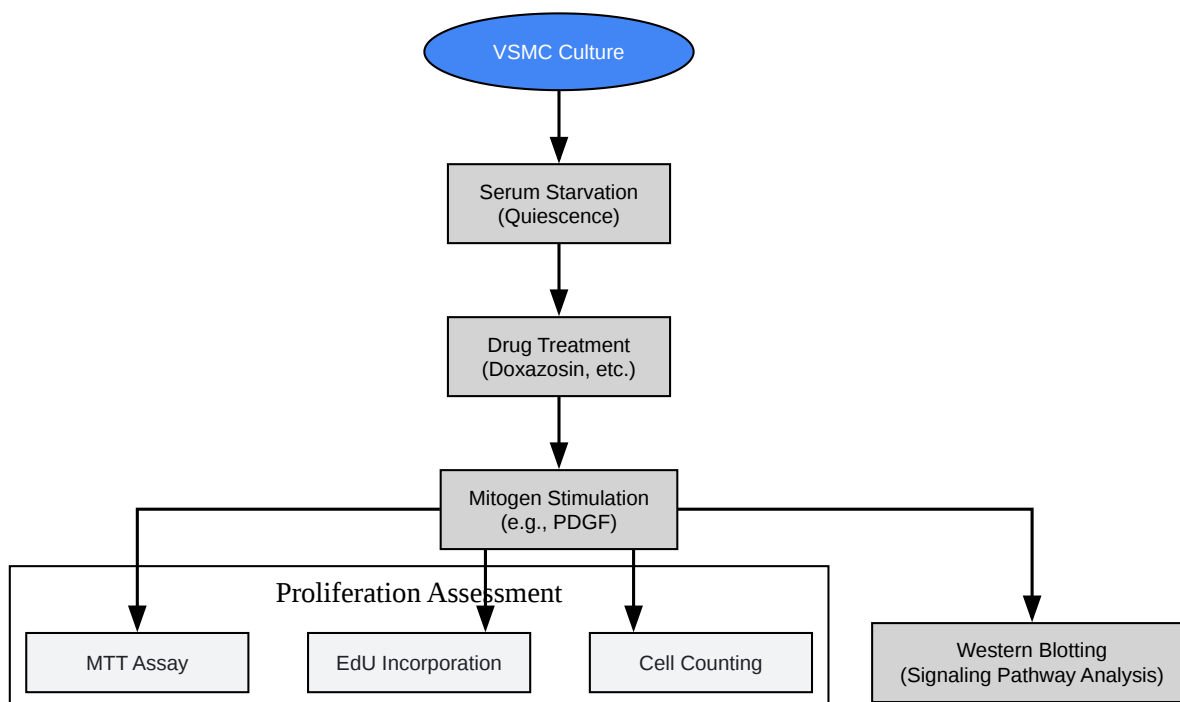 VSMC Culture
Serum Starvation
(Quiescence)
Drug Treatment
(Doxazosin, etc.)
Mitogen Stimulation
(e.g., PDGF)
Proliferation Assessment
MTT Assay
EdU Incorporation
Cell Counting
Western Blotting
(Signaling Pathway Analysis)